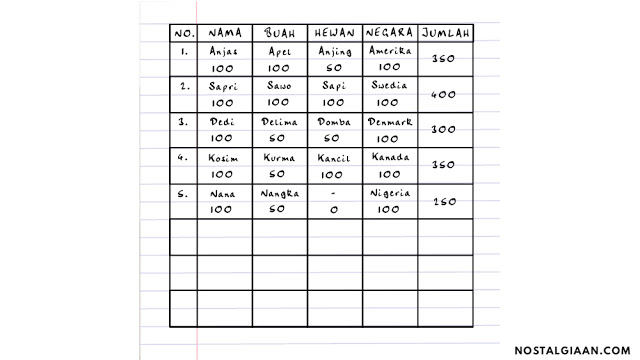 NO. NAMA BUAH HEWAN NEGARA JUMLAH
1. Anjas Apel Anjing Amerika 350
100 100 50 100
2. Sapri Sawo Sapi Swedia 400
100 100 100 100
3. Dedi Delima Domba Denmark 300
100 50 50 100
4. Kosim Kurma Kancil Kanada 350
100 50 100 100
5. Nana Nangka - Nigeria 250
100 50 0 100
NOSTALGIAAN.COM